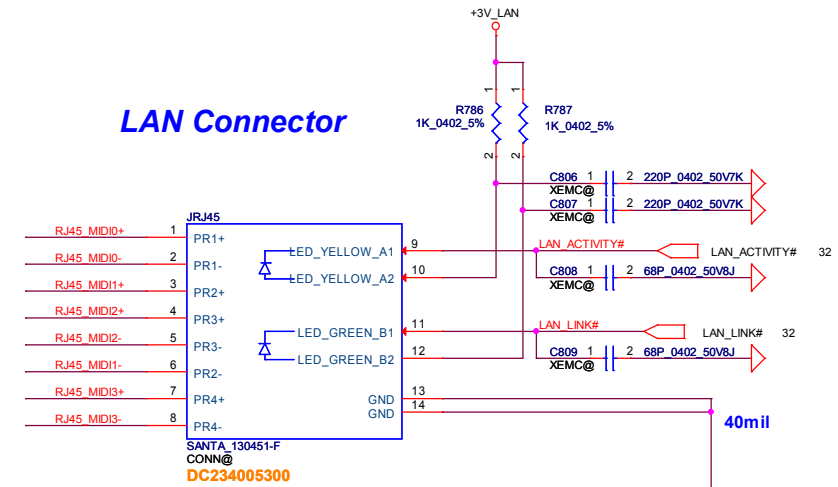 +3V_LAN
LAN Connector
1
1
R786
1K_0402_5%
R787
1K_0402_5%
2
2
C806 1 2 220P_0402_50V7K
XEMC@
C807 1 2 220P_0402_50V7K
XEMC@
JRJ45
RJ45_MIDI0+ 1 PR1+
RJ45_MIDI0- 2 PR1-
RJ45_MIDI1+ 3 PR2+
RJ45_MIDI2+ 4 PR3+
RJ45_MIDI2- 5 PR3-
RJ45_MIDI1- 6 PR2-
RJ45_MIDI3+ 7 PR4+
RJ45_MIDI3- 8 PR4-
LED_YELLOW_A1 9 LAN_ACTIVITY# LAN_ACTIVITY# 32
LED_YELLOW_A2 10
C808 1 2 68P_0402_50V8J
XEMC@
LED_GREEN_B1 11 LAN_LINK# LAN_LINK# 32
LED_GREEN_B2 12
C809 1 2 68P_0402_50V8J
XEMC@
GND 13
GND 14
40mil
SANTA_130451-F
CONN@
DC234005300